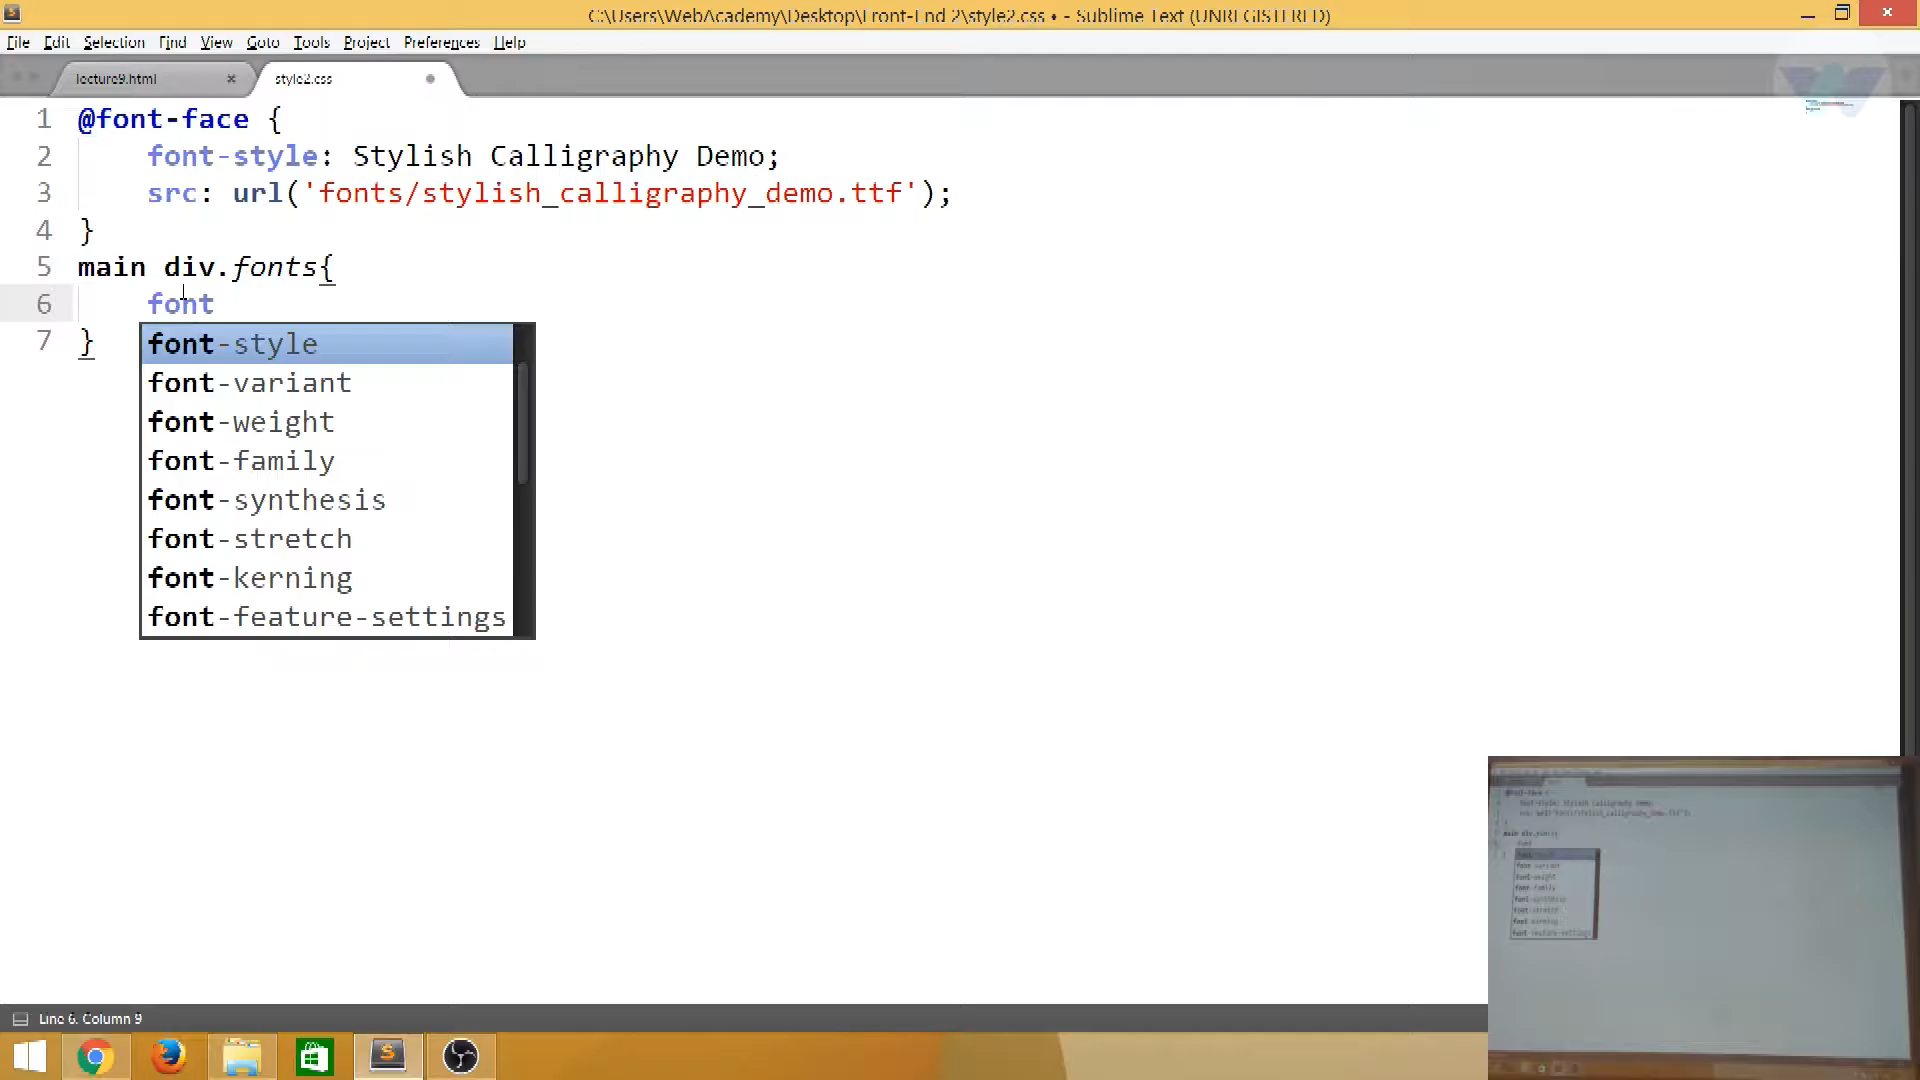 C:\Users\WebAcademy\Desktop\Front-End 2\style2.css • - Sublime Text (UNREGISTERED)
File Edit Selection Find View Goto Tools Project Preferences Help
lecture9.html
style2.css
1 @font-face {
2 font-style: Stylish Calligraphy Demo;
3 src: url('fonts/stylish_calligraphy_demo.ttf');
4 }
5 main div.fonts{
6 font
7 }
font-style
font-variant
font-weight
font-family
font-synthesis
font-stretch
font-kerning
font-feature-settings
Line 6, Column 9